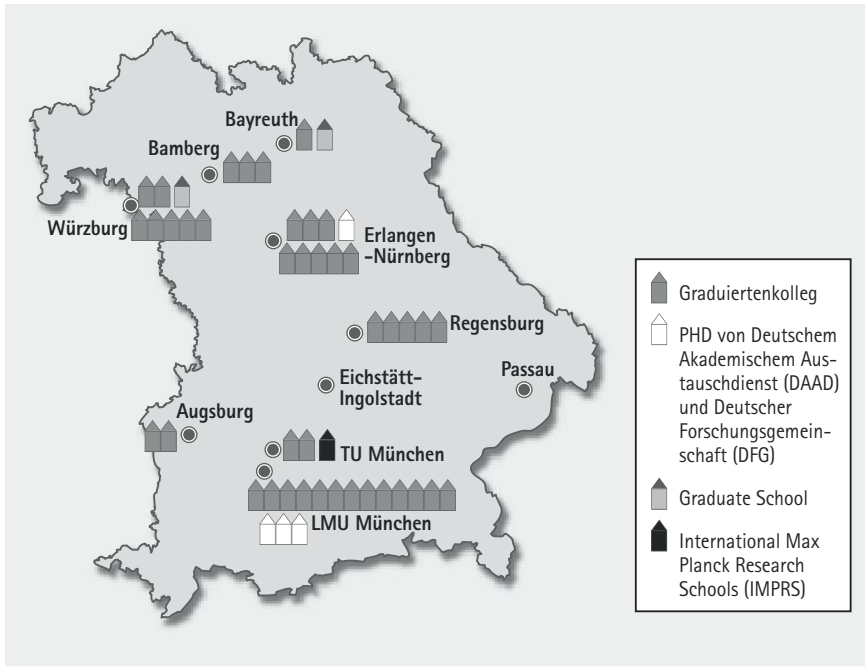 Bayreuth
Bamberg
Würzburg
Erlangen
-Nürnberg
Regensburg
Eichstätt-
Ingolstadt
Passau
Augsburg
TU München
LMU München
Graduiertenkolleg
PHD von Deutschem
Akademischem Aus-
tauschdienst (DAAD)
und Deutscher
Forschungsgemein-
schaft (DFG)
Graduate School
International Max
Planck Research
Schools (IMPRS)